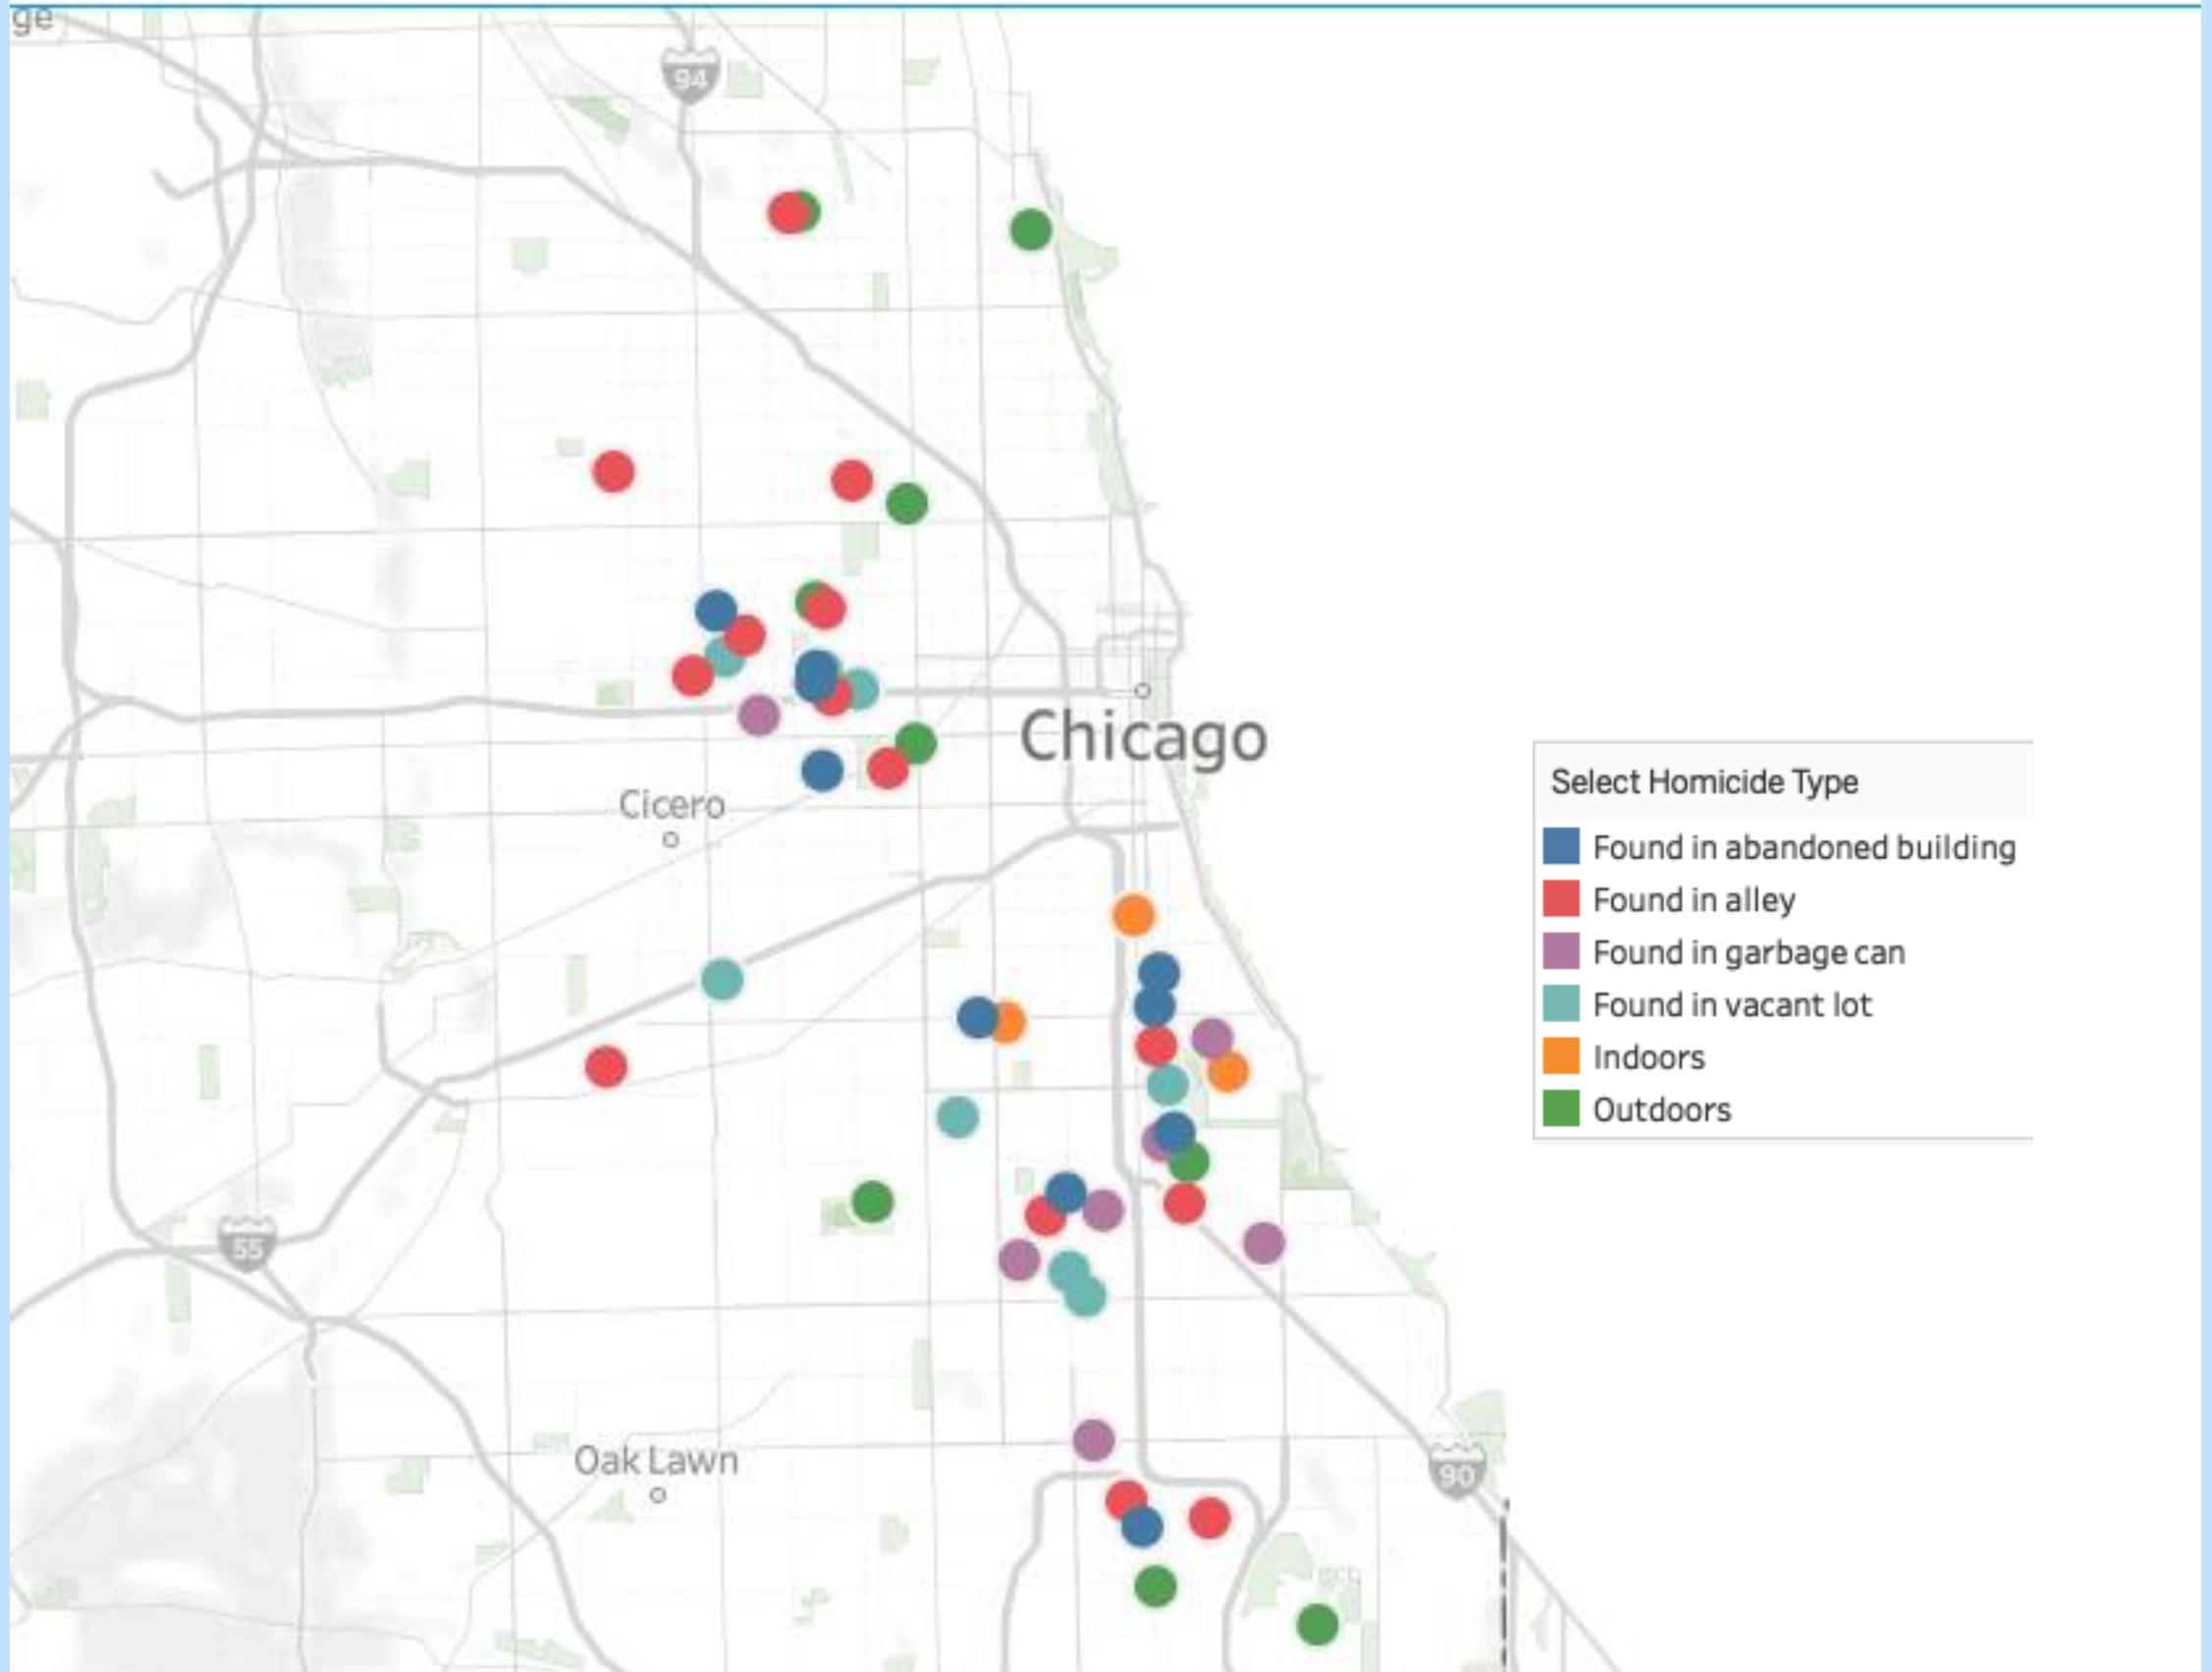 ge
94
Chicago
Cicero
Select Homicide Type
Found in abandoned building
Found in alley
Found in garbage can
Found in vacant lot
Indoors
Outdoors
55
Oak Lawn
90